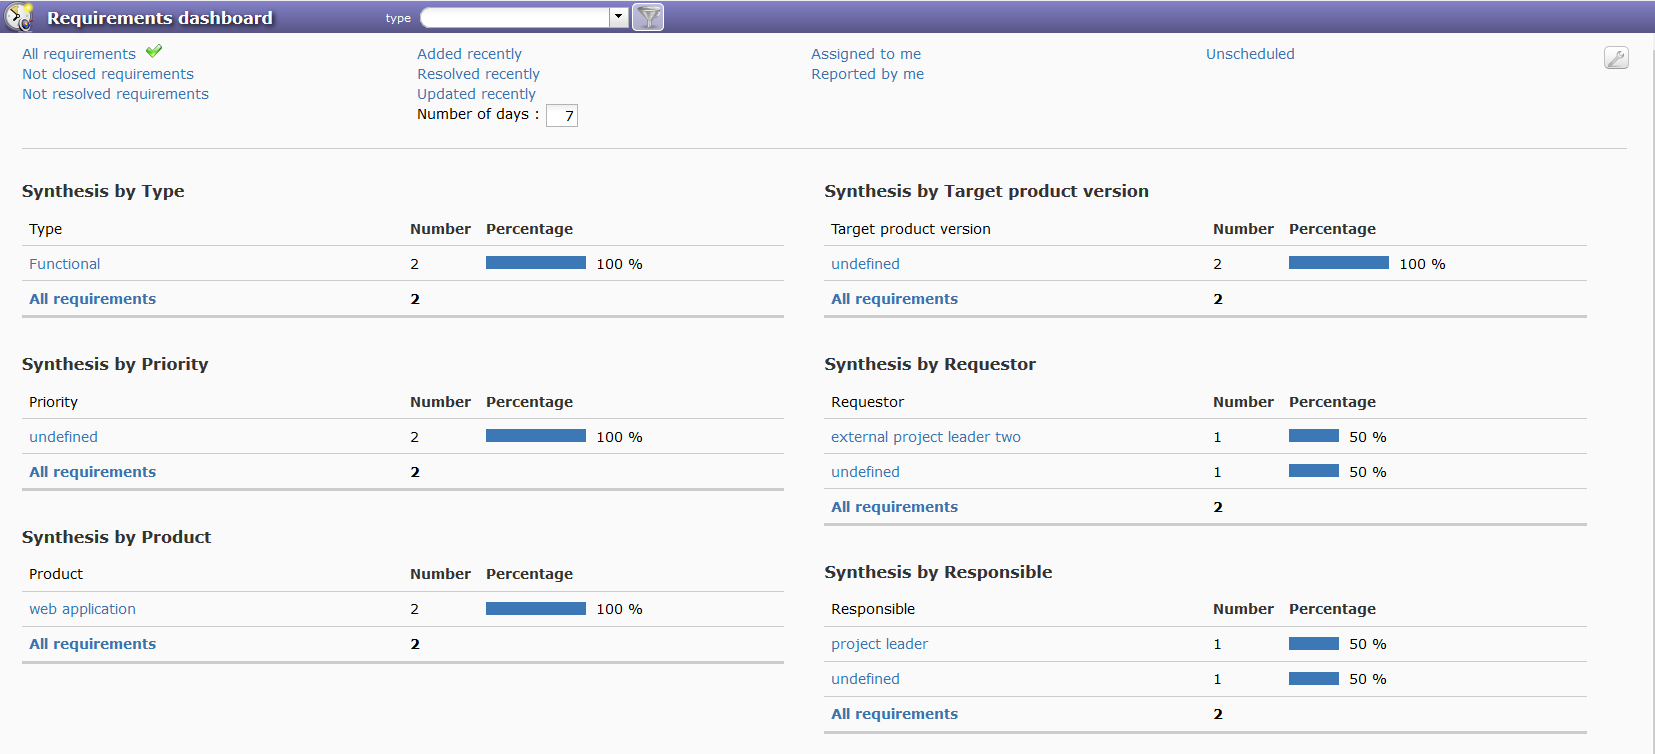 Requirements dashboard type
All requirements
Not closed requirements
Not resolved requirements
Added recently
Resolved recently
Updated recently
Number of days : 7
Assigned to me
Reported by me
Unscheduled
Synthesis by Type
Type Number Percentage
Functional 2 100 %
All requirements 2
Synthesis by Priority
Priority Number Percentage
undefined 2 100 %
All requirements 2
Synthesis by Product
Product Number Percentage
web application 2 100 %
All requirements 2
Synthesis by Target product version
Target product version Number Percentage
undefined 2 100 %
All requirements 2
Synthesis by Requestor
Requestor Number Percentage
external project leader two 1 50 %
undefined 1 50 %
All requirements 2
Synthesis by Responsible
Responsible Number Percentage
project leader 1 50 %
undefined 1 50 %
All requirements 2